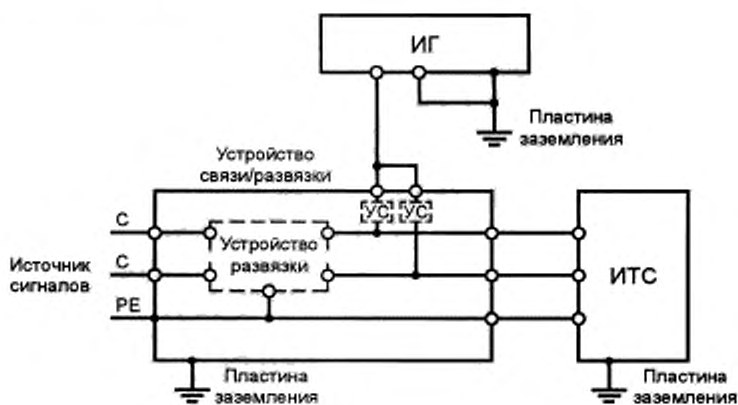 ИГ
Пластина
заземления
Устройство
связи/развязки
УС УС
С
Устройство
развязки
Источник
сигналов
С
PE
ИТС
Пластина
заземления
Пластина
заземления